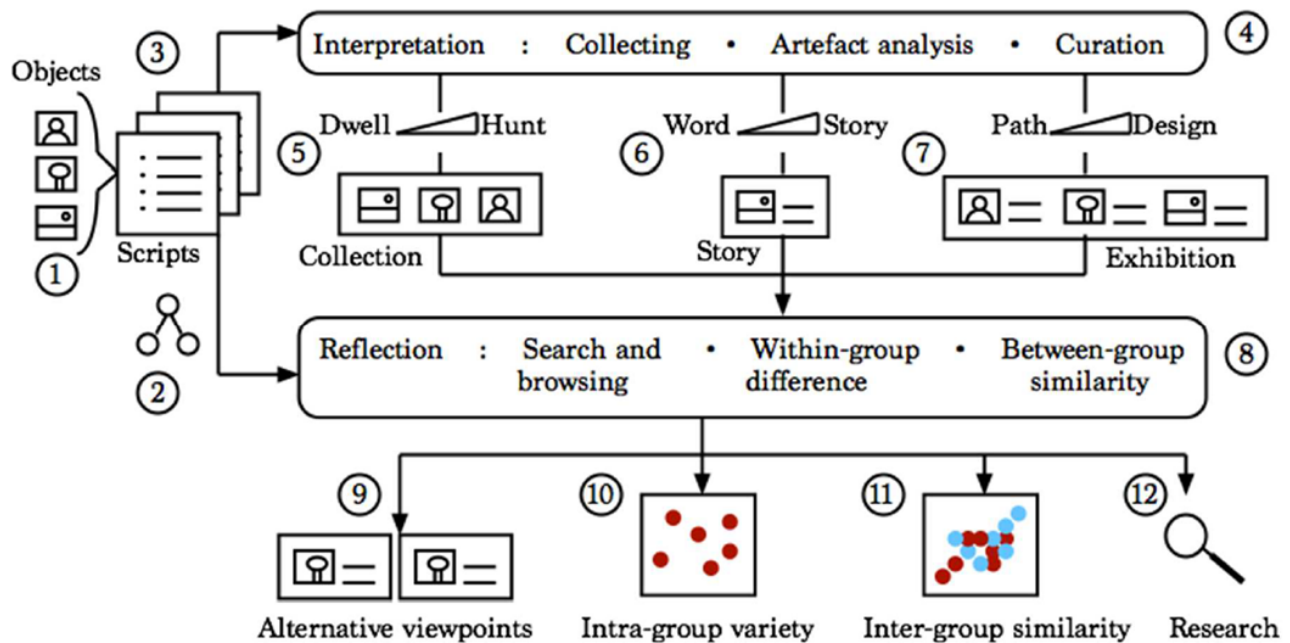 ③
Interpretation : Collecting • Artefact analysis • Curation
④
Objects
Dwell Hunt
Word Story
Path Design
⑤
⑥
⑦
Scripts
Collection
Story
Exhibition
①
②
Reflection : Search and browsing • Within-group difference • Between-group similarity
⑧
⑨
⑩
⑪
⑫
Alternative viewpoints
Intra-group variety
Inter-group similarity
Research